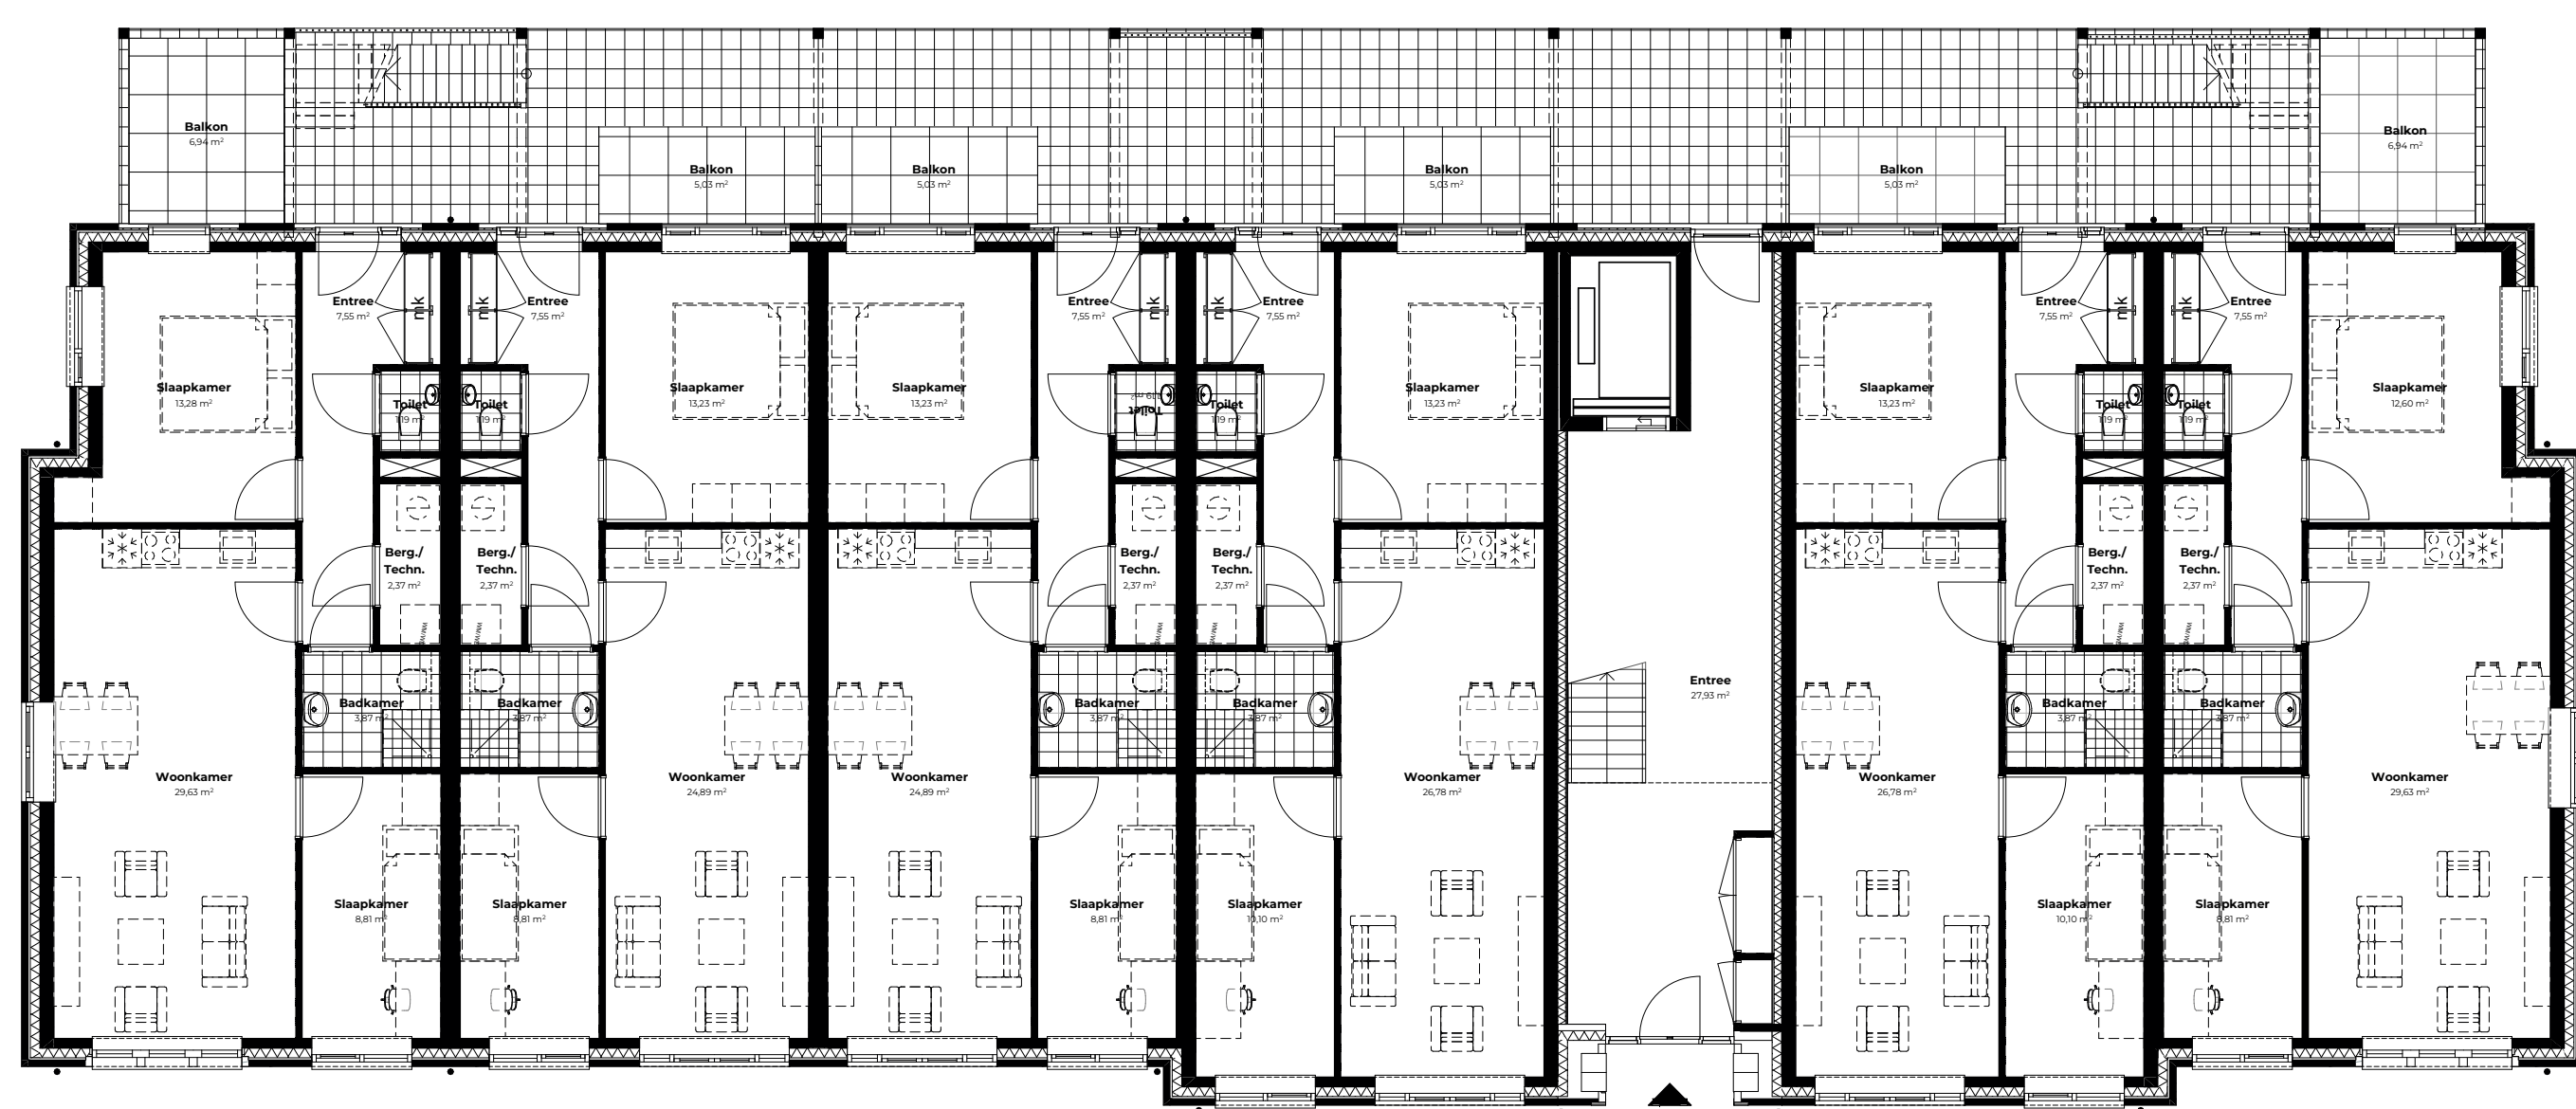 Balkon
6,94 m²
Balkon
5,03 m²
Balkon
5,03 m²
Balkon
5,03 m²
Balkon
5,03 m²
Balkon
6,94 m²
Entree
7,55 m²
mk
mk
Entree
7,55 m²
Entree
7,55 m²
mk
mk
Entree
7,55 m²
Entree
7,55 m²
mk
mk
Entree
7,55 m²
Slaapkamer
13,28 m²
Slaapkamer
13,23 m²
Slaapkamer
13,23 m²
Slaapkamer
13,23 m²
Slaapkamer
13,23 m²
Slaapkamer
12,60 m²
Toilet
1,19 m²
Toilet
1,19 m²
Toilet
1,19 m²
Toilet
1,19 m²
Toilet
1,19 m²
Toilet
1,19 m²
Berg./
Techn.
2,37 m²
Berg./
Techn.
2,37 m²
Berg./
Techn.
2,37 m²
Berg./
Techn.
2,37 m²
Berg./
Techn.
2,37 m²
Berg./
Techn.
2,37 m²
Entree
27,93 m²
Badkamer
3,87 m²
Badkamer
3,87 m²
Badkamer
3,87 m²
Badkamer
3,87 m²
Badkamer
3,87 m²
Badkamer
3,87 m²
Woonkamer
29,63 m²
Woonkamer
24,89 m²
Woonkamer
24,89 m²
Woonkamer
26,78 m²
Woonkamer
26,78 m²
Woonkamer
29,63 m²
Slaapkamer
8,81 m²
Slaapkamer
8,81 m²
Slaapkamer
8,81 m²
Slaapkamer
10,10 m²
Slaapkamer
10,10 m²
Slaapkamer
8,81 m²